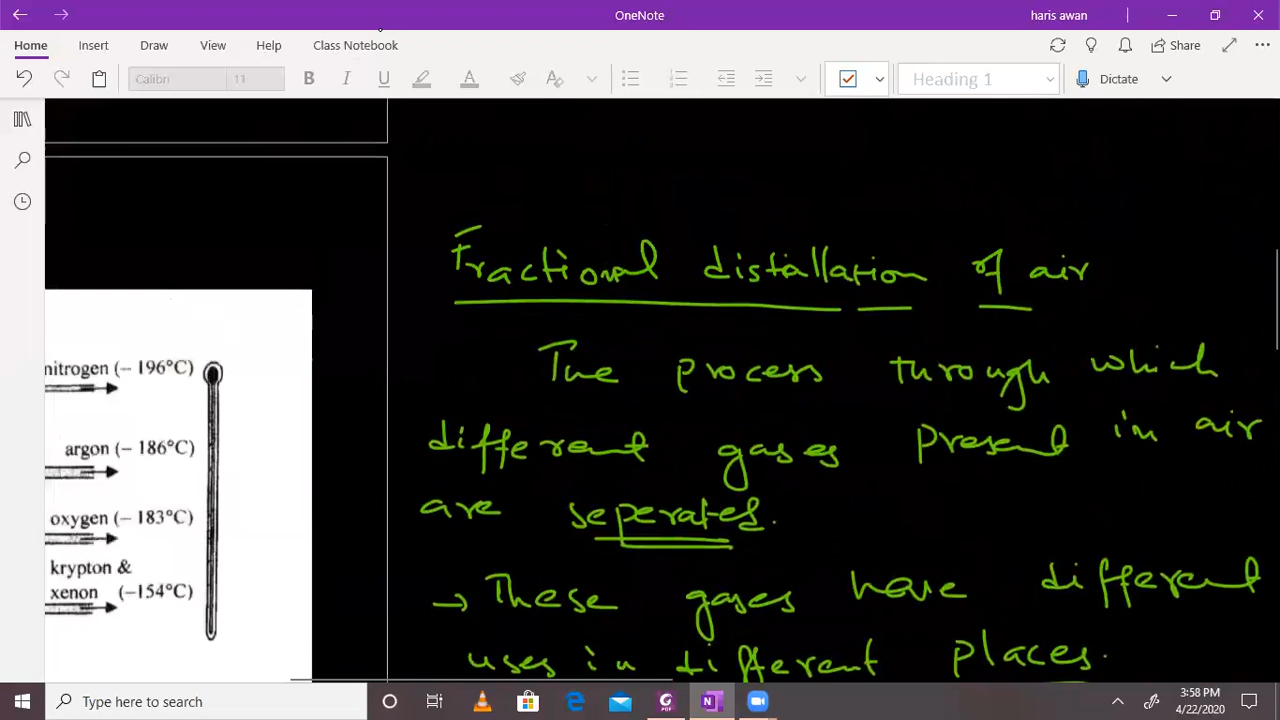 OneNote
haris awan
Home
Insert
Draw
View
Help
Class Notebook
Share
Calibri
11
B
I
U
A
Heading 1
Dictate
Fractional distallation of air
The process through which
different gases present in air
are seperates.
→ These gases have different
uses in different places.
nitrogen (– 196°C)
argon (– 186°C)
oxygen (– 183°C)
krypton &
xenon (–154°C)
Type here to search
3:58 PM
4/22/2020